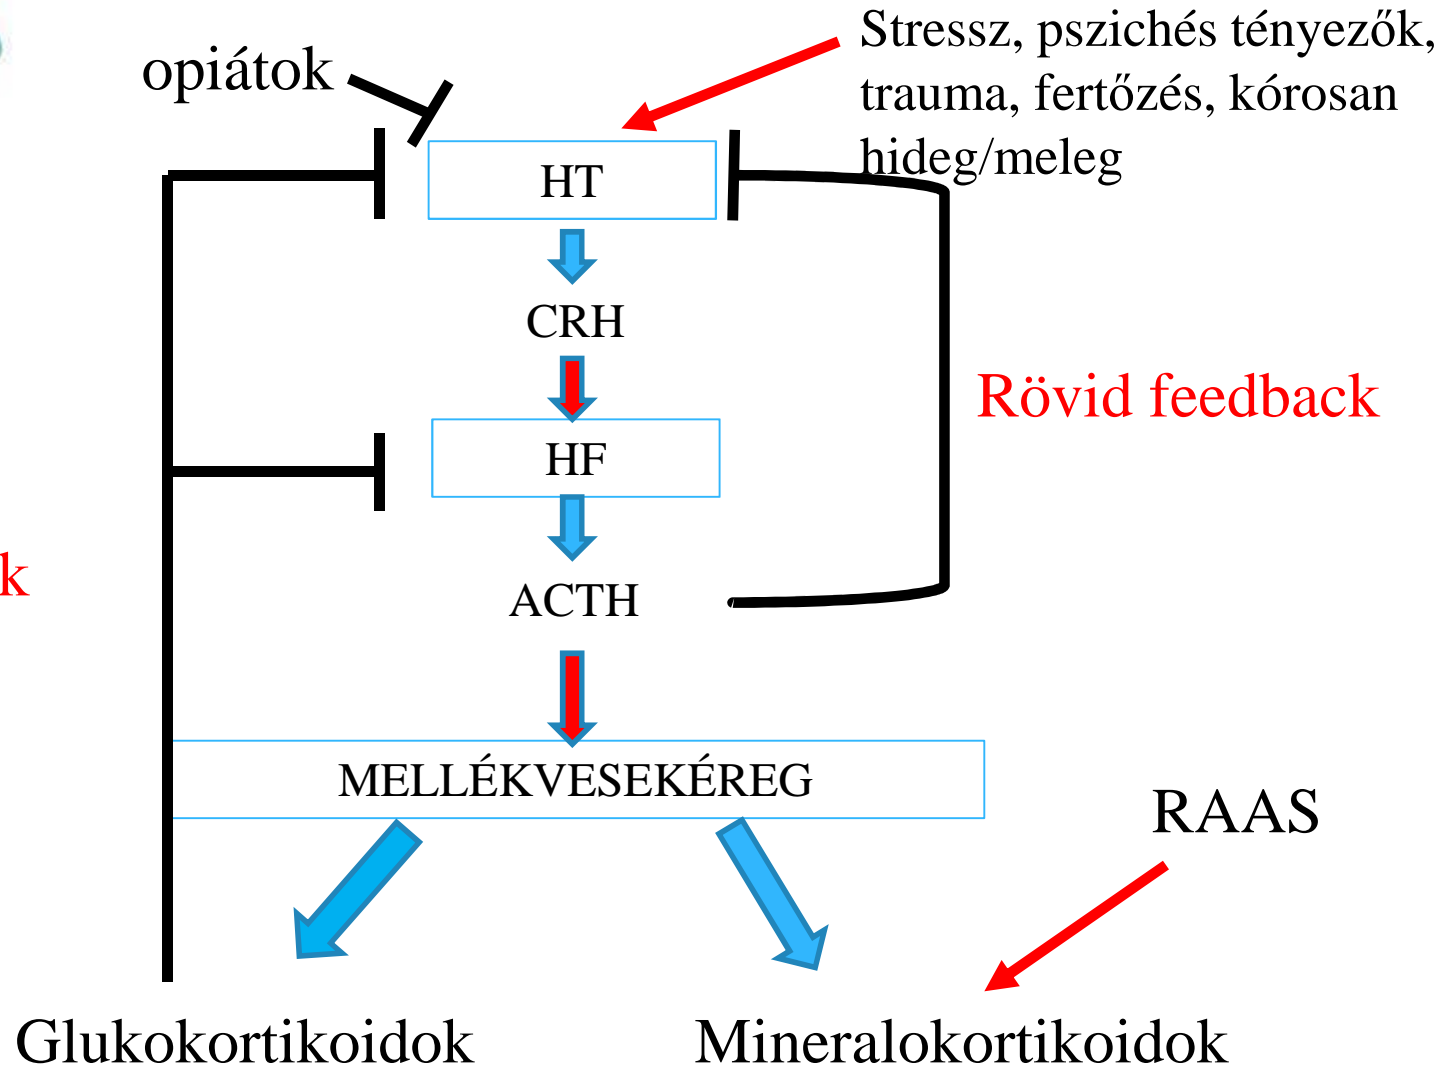 opiátok
Stressz, pszichés tényezők,
trauma, fertőzés, kórosan
hideg/meleg
HT
CRH
Rövid feedback
HF
k
ACTH
MELLÉKVESEKÉREG
RAAS
Glukokortikoidok
Mineralokortikoidok